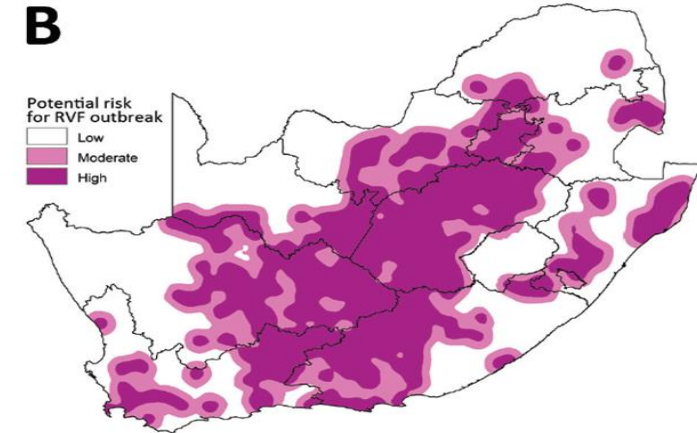 B
Potential risk
for RVF outbreak
Low
Moderate
High